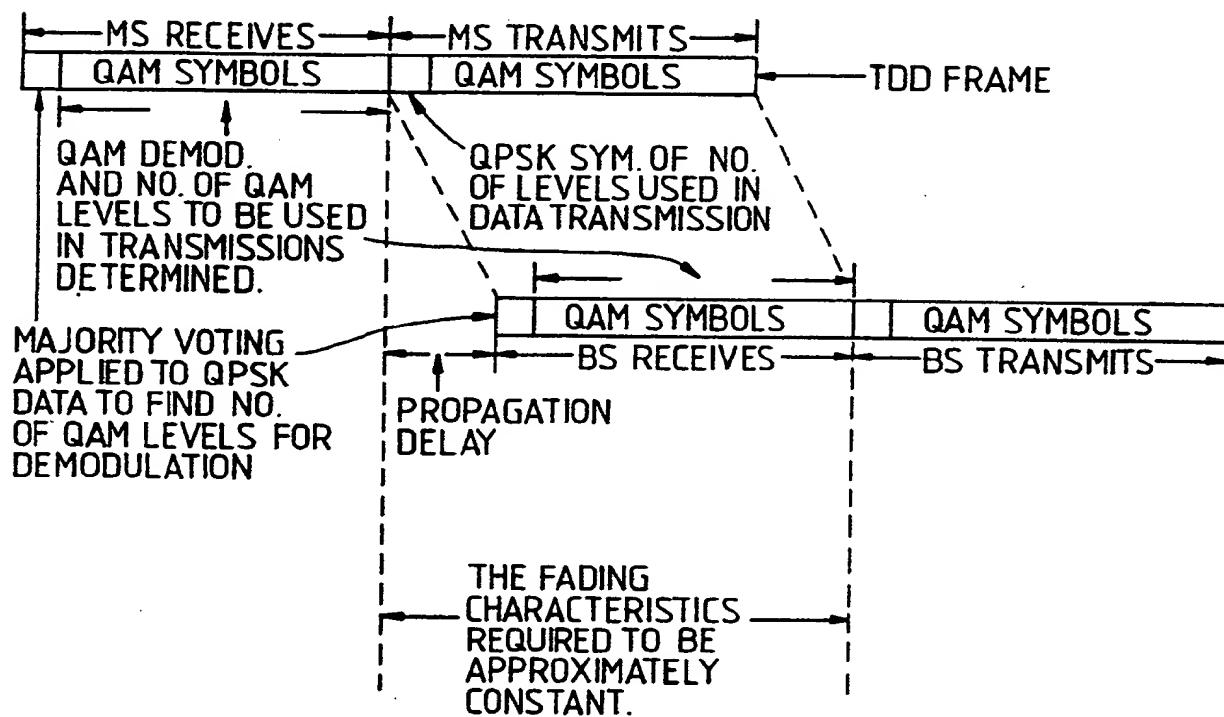 MS RECEIVES
MS TRANSMITS
QAM SYMBOLS
QAM SYMBOLS
TDD FRAME
QAM DEMOD.
AND NO. OF QAM
LEVELS TO BE USED
IN TRANSMISSIONS
DETERMINED.
QPSK SYM. OF NO.
OF LEVELS USED IN
DATA TRANSMISSION
QAM SYMBOLS
QAM SYMBOLS
BS RECEIVES
BS TRANSMITS
MAJORITY VOTING
APPLIED TO QPSK
DATA TO FIND NO.
OF QAM LEVELS FOR
DEMODULATION
PROPAGATION
DELAY
THE FADING
CHARACTERISTICS
REQUIRED TO BE
APPROXIMATELY
CONSTANT.